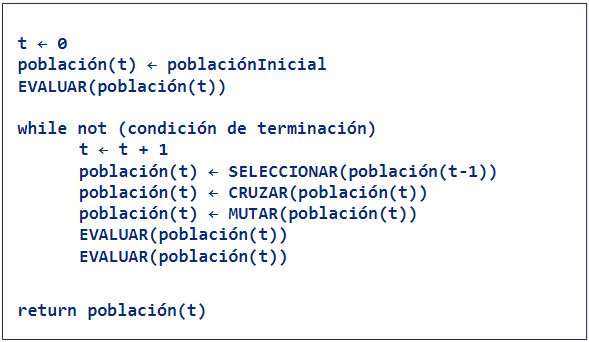 t ← 0
población(t) ← poblaciónInicial
EVALUAR(población(t))
while not (condición de terminación)
t ← t + 1
población(t) ← SELECCIONAR(población(t-1))
población(t) ← CRUZAR(población(t))
población(t) ← MUTAR(población(t))
EVALUAR(población(t))
EVALUAR(población(t))
return población(t)